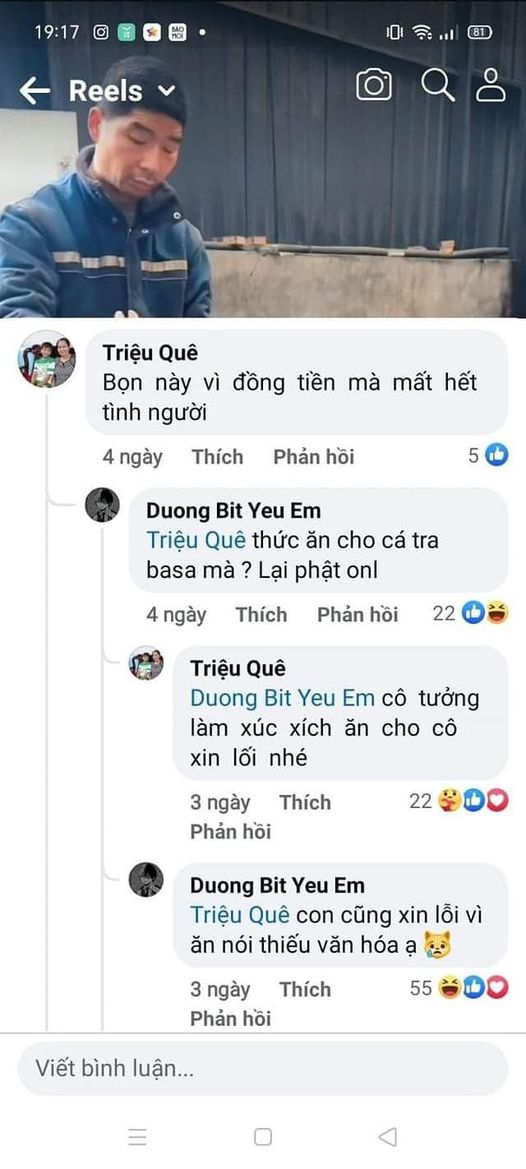 19:17
81
Reels
Triệu Quê
Bọn này vì đồng tiền mà mất hết
tình người
4 ngày Thích Phản hồi 5
Duong Bit Yeu Em
Triệu Quê thức ăn cho cá tra
basa mà ? Lại phật onl
4 ngày Thích Phản hồi 22
Triệu Quê
Duong Bit Yeu Em cô tưởng
làm xúc xích ăn cho cô
xin lối nhé
3 ngày Thích 22
Phản hồi
Duong Bit Yeu Em
Triệu Quê con cũng xin lỗi vì
ăn nói thiếu văn hóa ạ 😿
3 ngày Thích 55
Phản hồi
Viết bình luận...